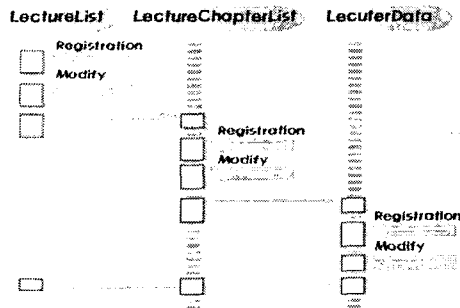 LectureList LectureChapterList LecuferData
Registration
Modify
Registration
Modify
Registration
Modify